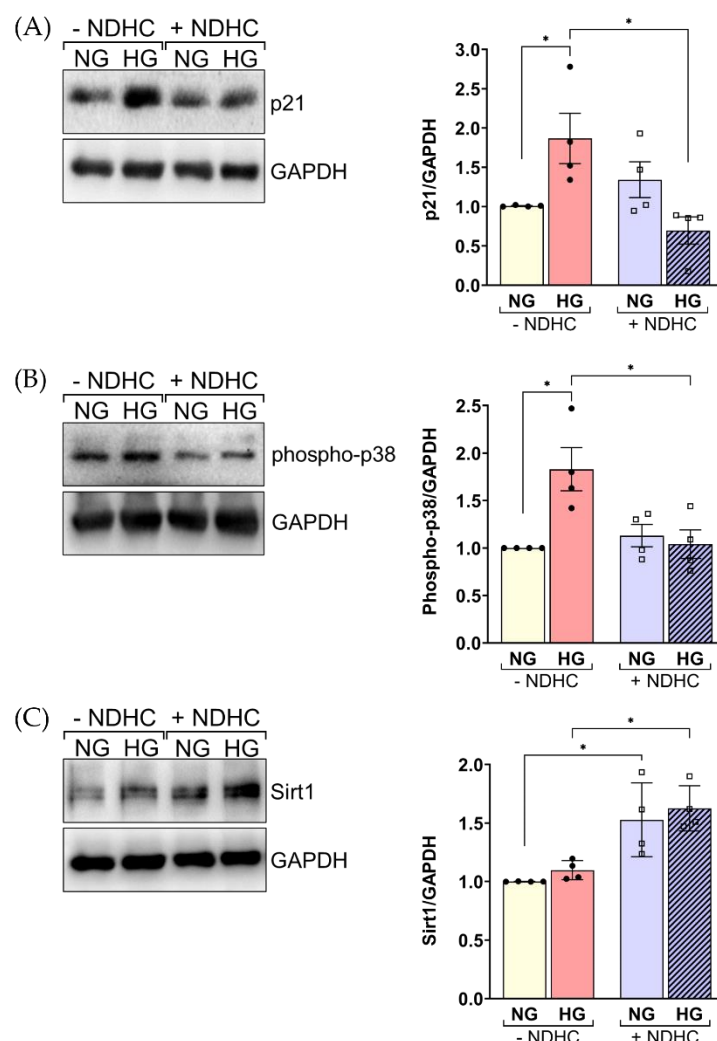 (A)
- NDHC + NDHC
NG HG NG HG
p21
GAPDH
*
*
3.0
2.5
2.0
1.5
1.0
0.5
0.0
p21/GAPDH
NG HG NG HG
- NDHC + NDHC
(B)
- NDHC + NDHC
NG HG NG HG
phospho-p38
GAPDH
*
*
2.5
2.0
1.5
1.0
0.5
0.0
Phospho-p38/GAPDH
NG HG NG HG
- NDHC + NDHC
(C)
- NDHC + NDHC
NG HG NG HG
Sirt1
GAPDH
*
*
2.0
1.5
1.0
0.5
0.0
Sirt1/GAPDH
NG HG NG HG
- NDHC + NDHC